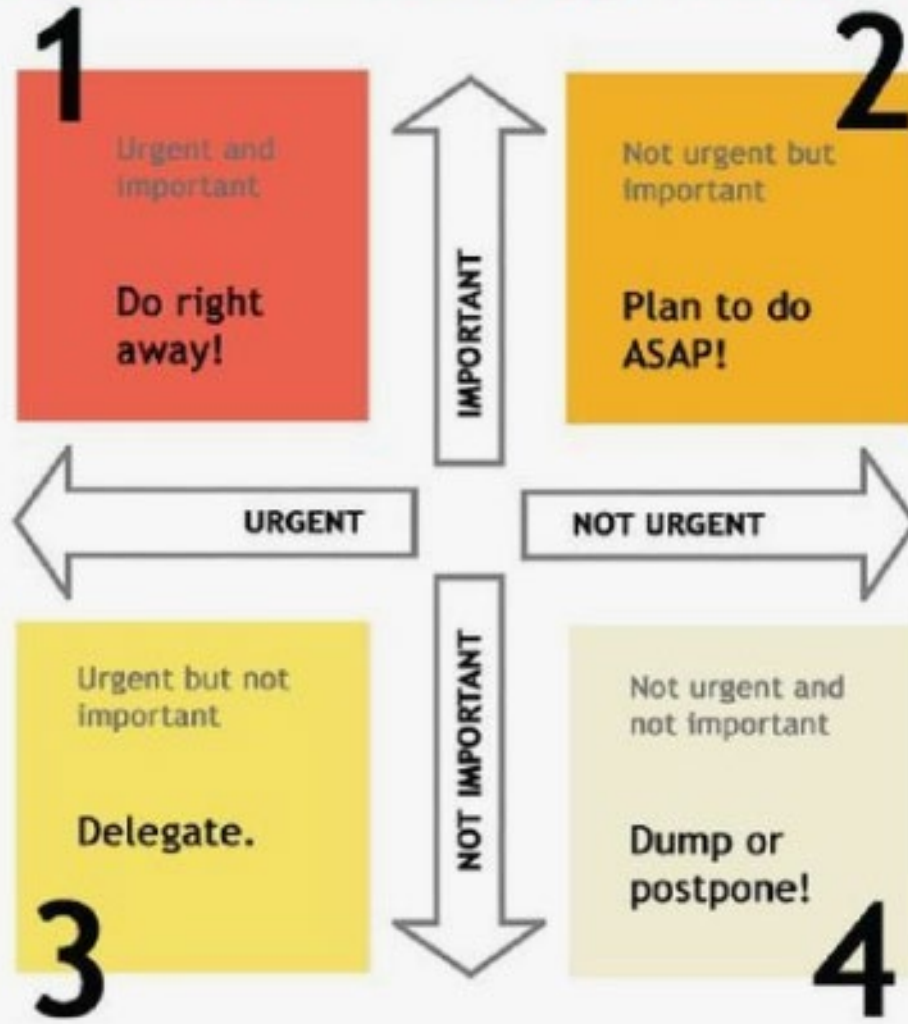 1
Urgent and
important
Do right
away!
2
Not urgent but
important
Plan to do
ASAP!
IMPORTANT
URGENT
NOT URGENT
NOT IMPORTANT
Urgent but not
important
Delegate.
3
Not urgent and
not important
Dump or
postpone!
4